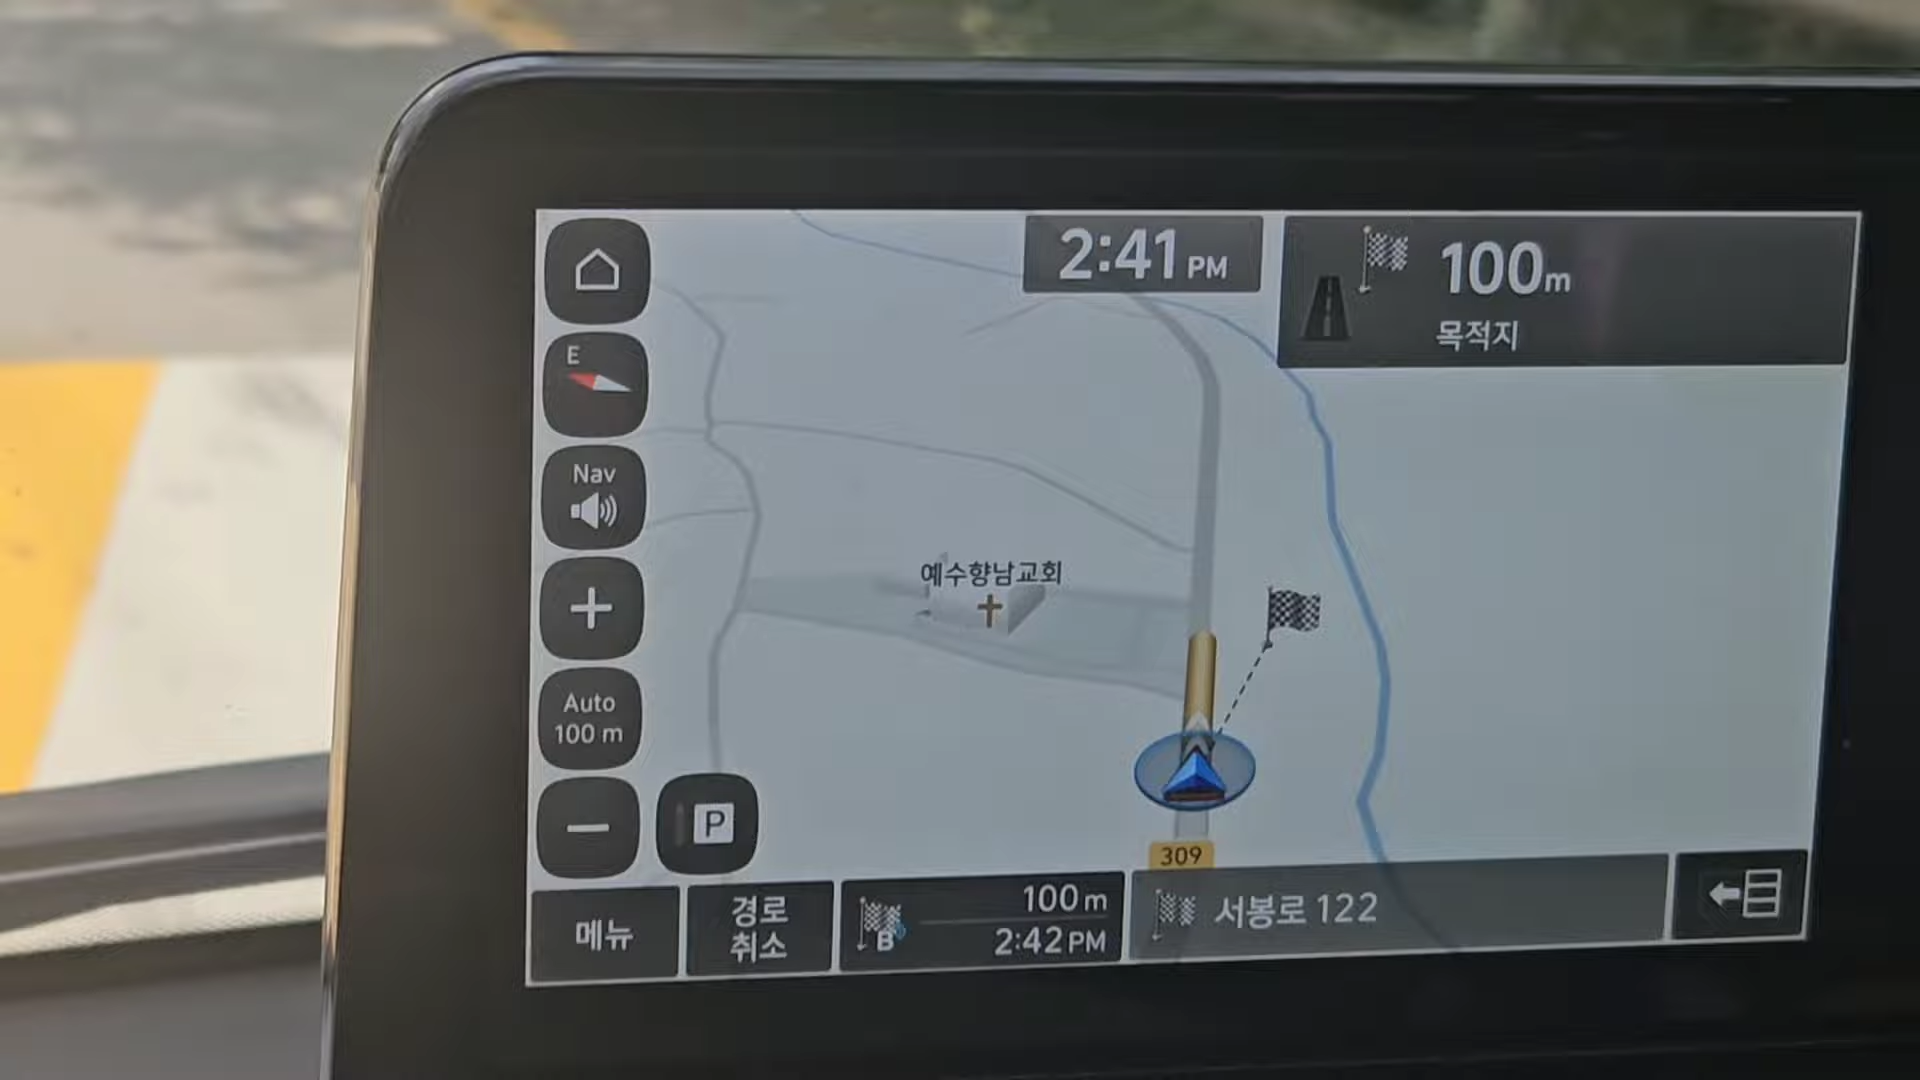 2:41 PM
100m
목적지
E
Nav
예수향남교회
Auto
100 m
P
309
메뉴
경로
취소
B
100 m
2:42 PM
서봉로 122